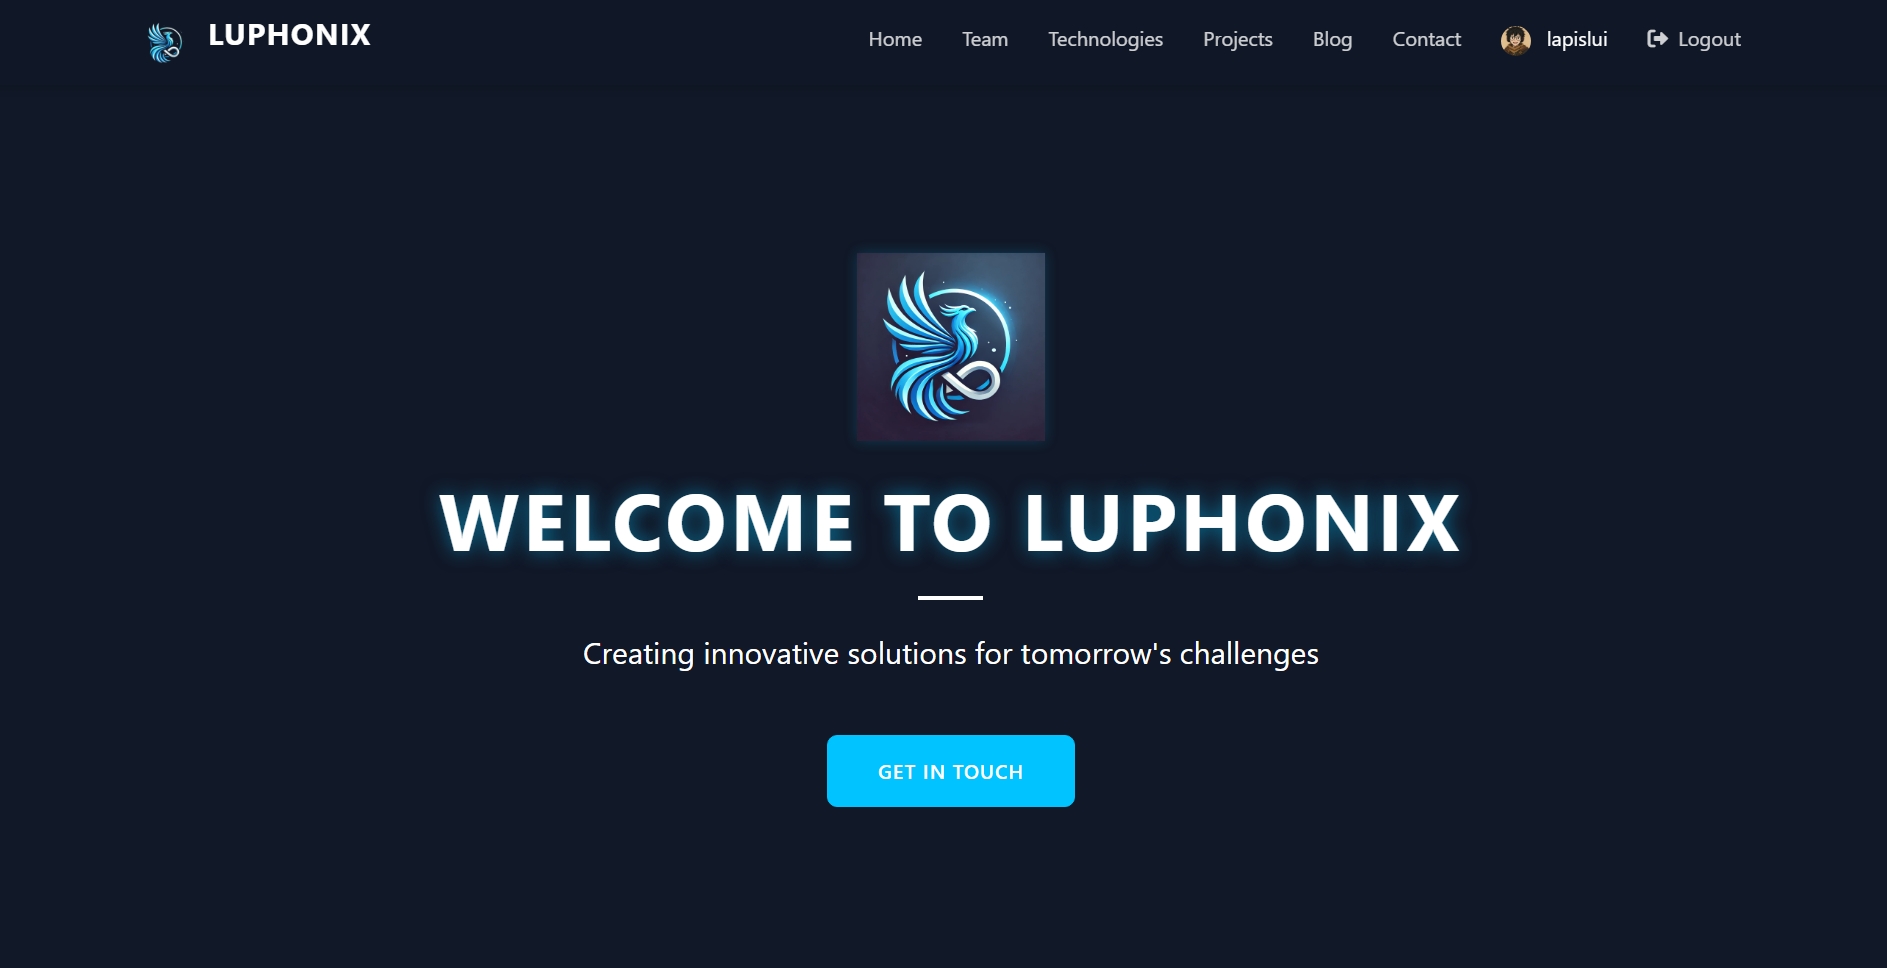 LUPHONIX
Home Team Technologies Projects Blog Contact lapislui Logout
WELCOME TO LUPHONIX
Creating innovative solutions for tomorrow's challenges
GET IN TOUCH